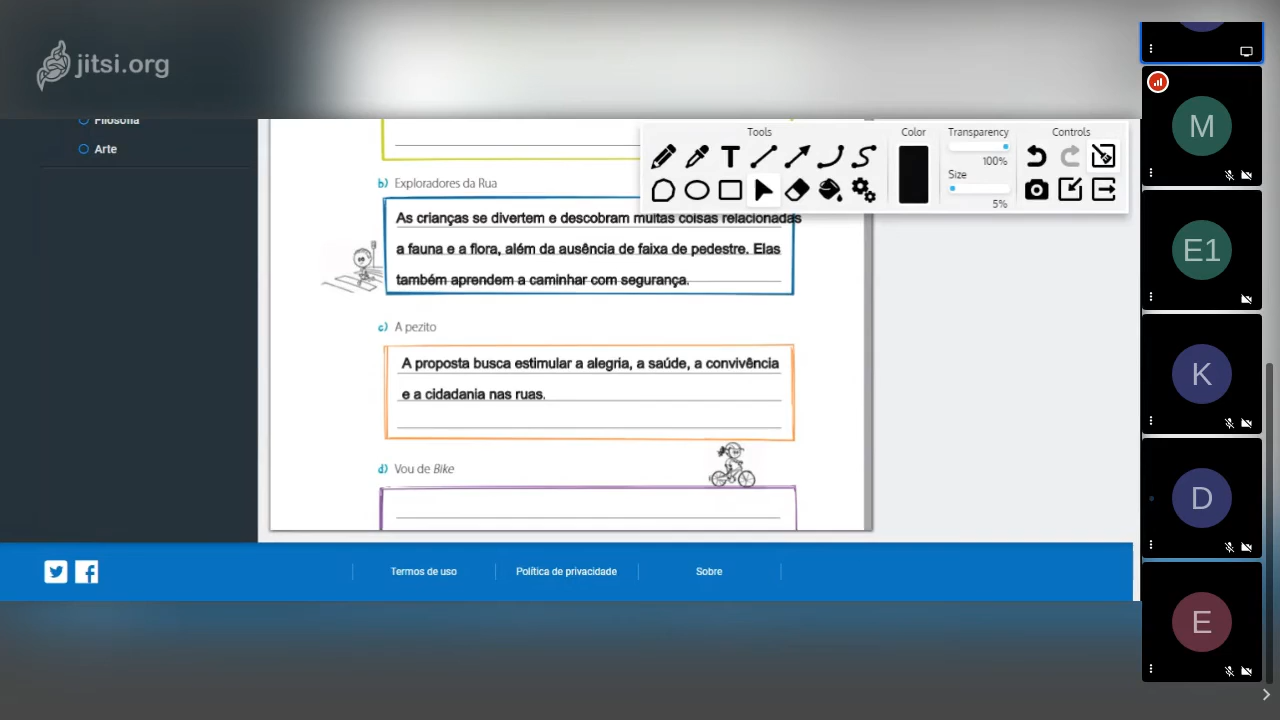 jitsi.org
Filosofia
Arte
Tools
Color
Transparency
100%
Size
5%
Controls
b) Exploradores da Rua
As crianças se divertem e descobram muitas coisas relacionadas
a fauna e a flora, além da ausência de faixa de pedestre. Elas
também aprendem a caminhar com segurança.
c) A pezito
A proposta busca estimular a alegria, a saúde, a convivência
e a cidadania nas ruas.
d) Vou de Bike
Termos de uso
Política de privacidade
Sobre
M
E1
K
D
E